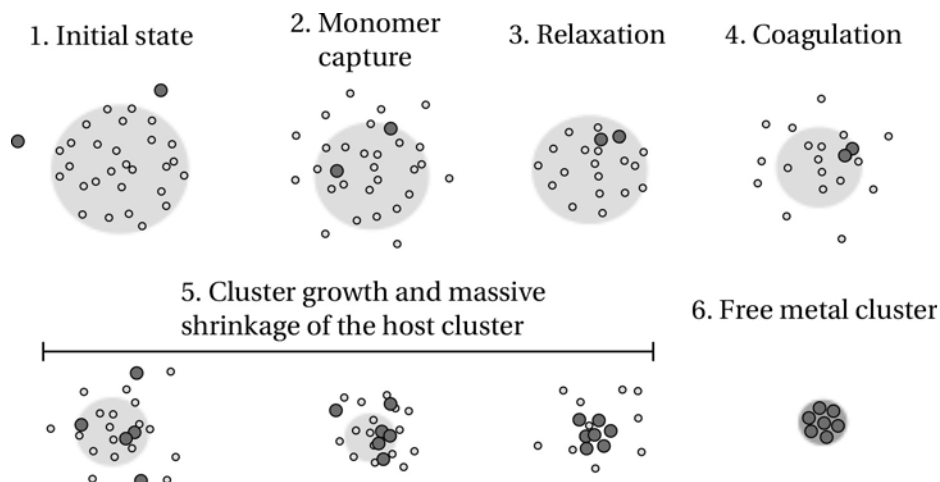 1. Initial state
2. Monomer
capture
3. Relaxation
4. Coagulation
5. Cluster growth and massive
shrinkage of the host cluster
6. Free metal cluster